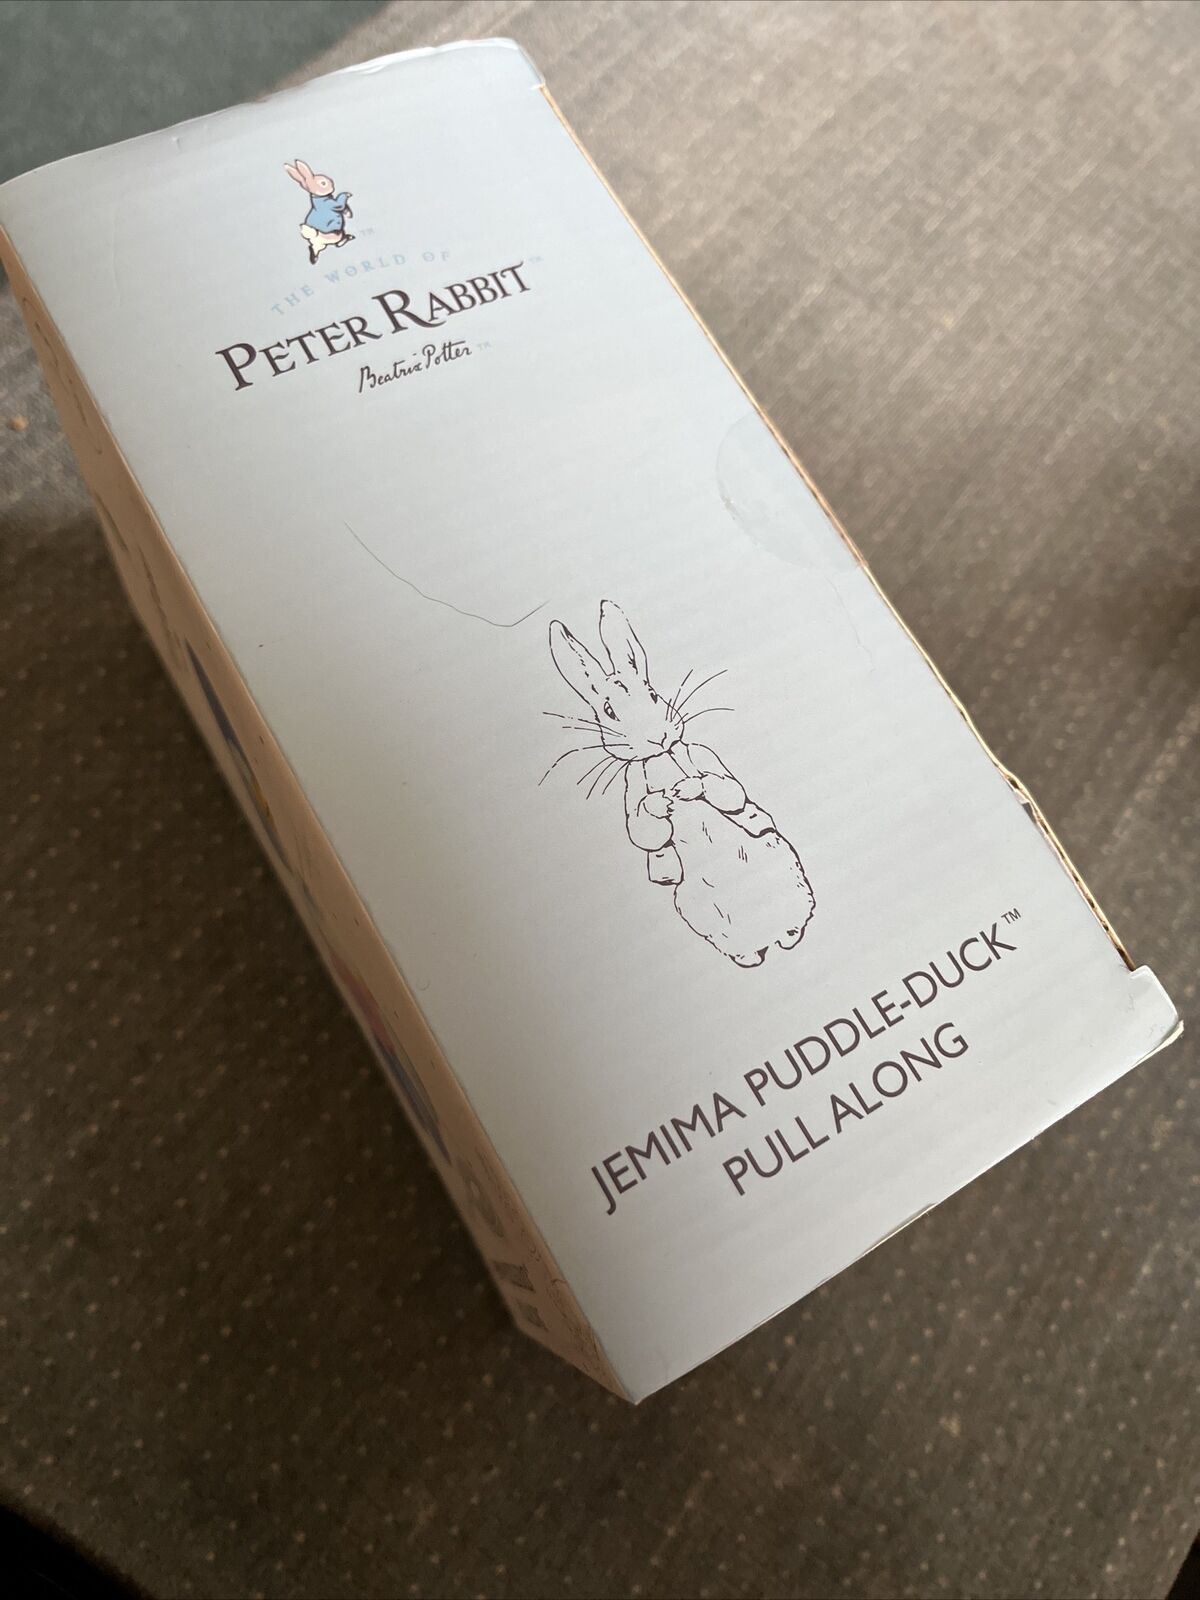 THE WORLD OF
PETER RABBIT™
Beatrix Potter™
JEMIMA PUDDLE-DUCK™
PULL ALONG